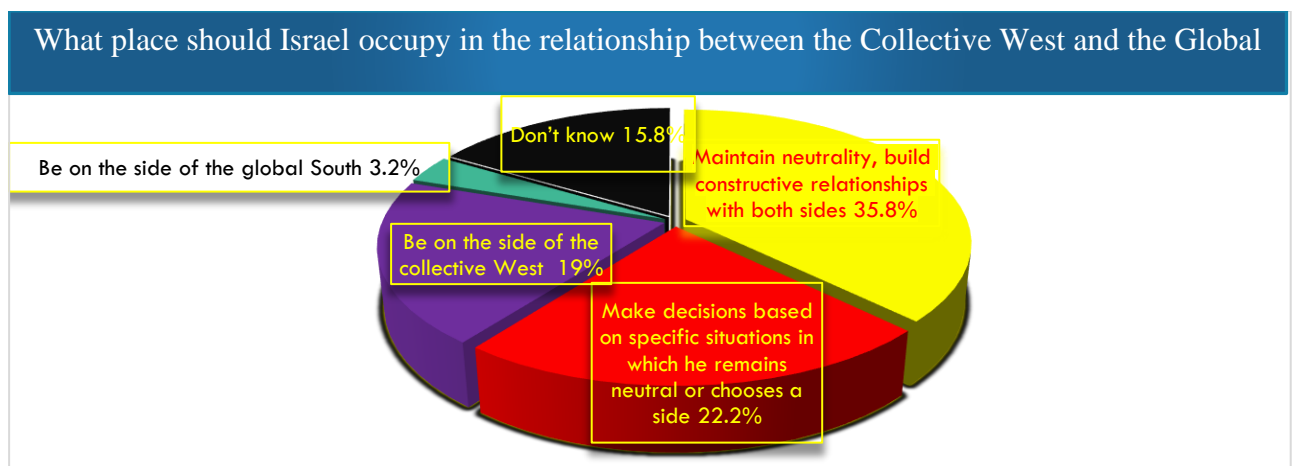 What place should Israel occupy in the relationship between the Collective West and the Global
Don't know 15.8%
Maintain neutrality, build
constructive relationships
with both sides 35.8%
Be on the side of the global South 3.2%
Be on the side of the
collective West 19%
Make decisions based
on specific situations in
which he remains
neutral or chooses a
side 22.2%